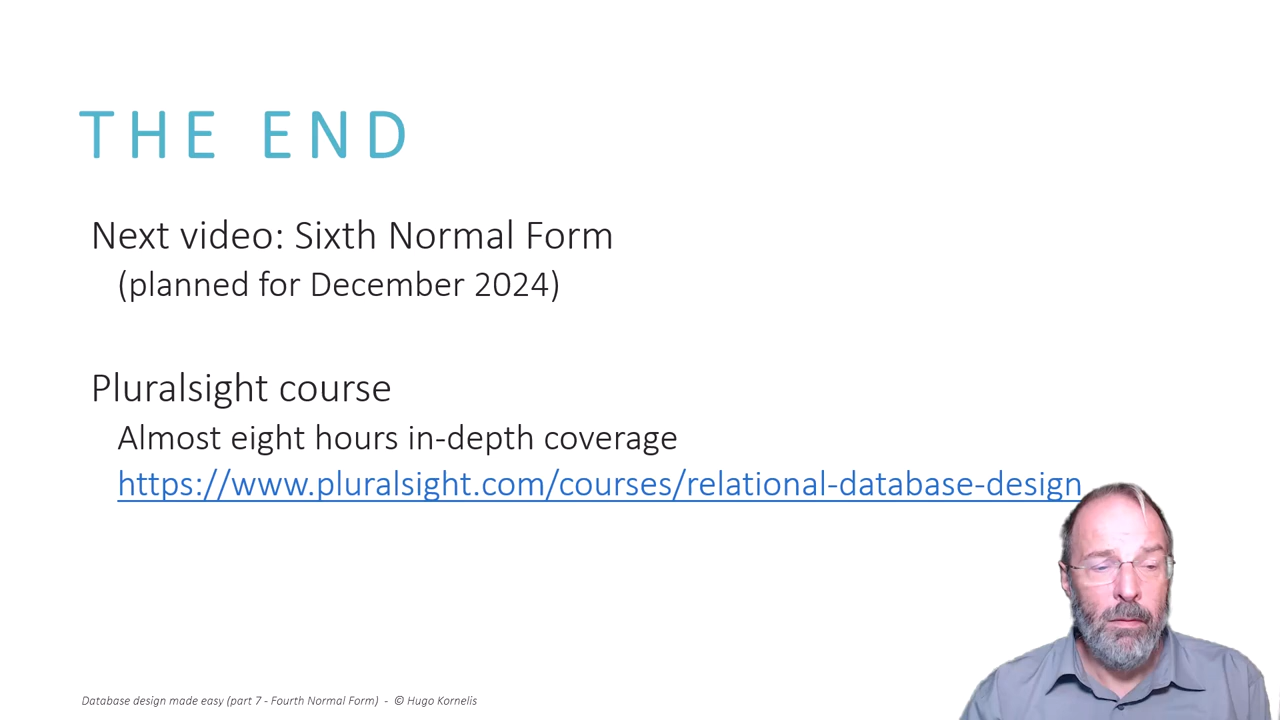 THE END
Next video: Sixth Normal Form
(planned for December 2024)
Pluralsight course
Almost eight hours in-depth coverage
https://www.pluralsight.com/courses/relational-database-design
Database design made easy (part 7 - Fourth Normal Form) - © Hugo Kornelis